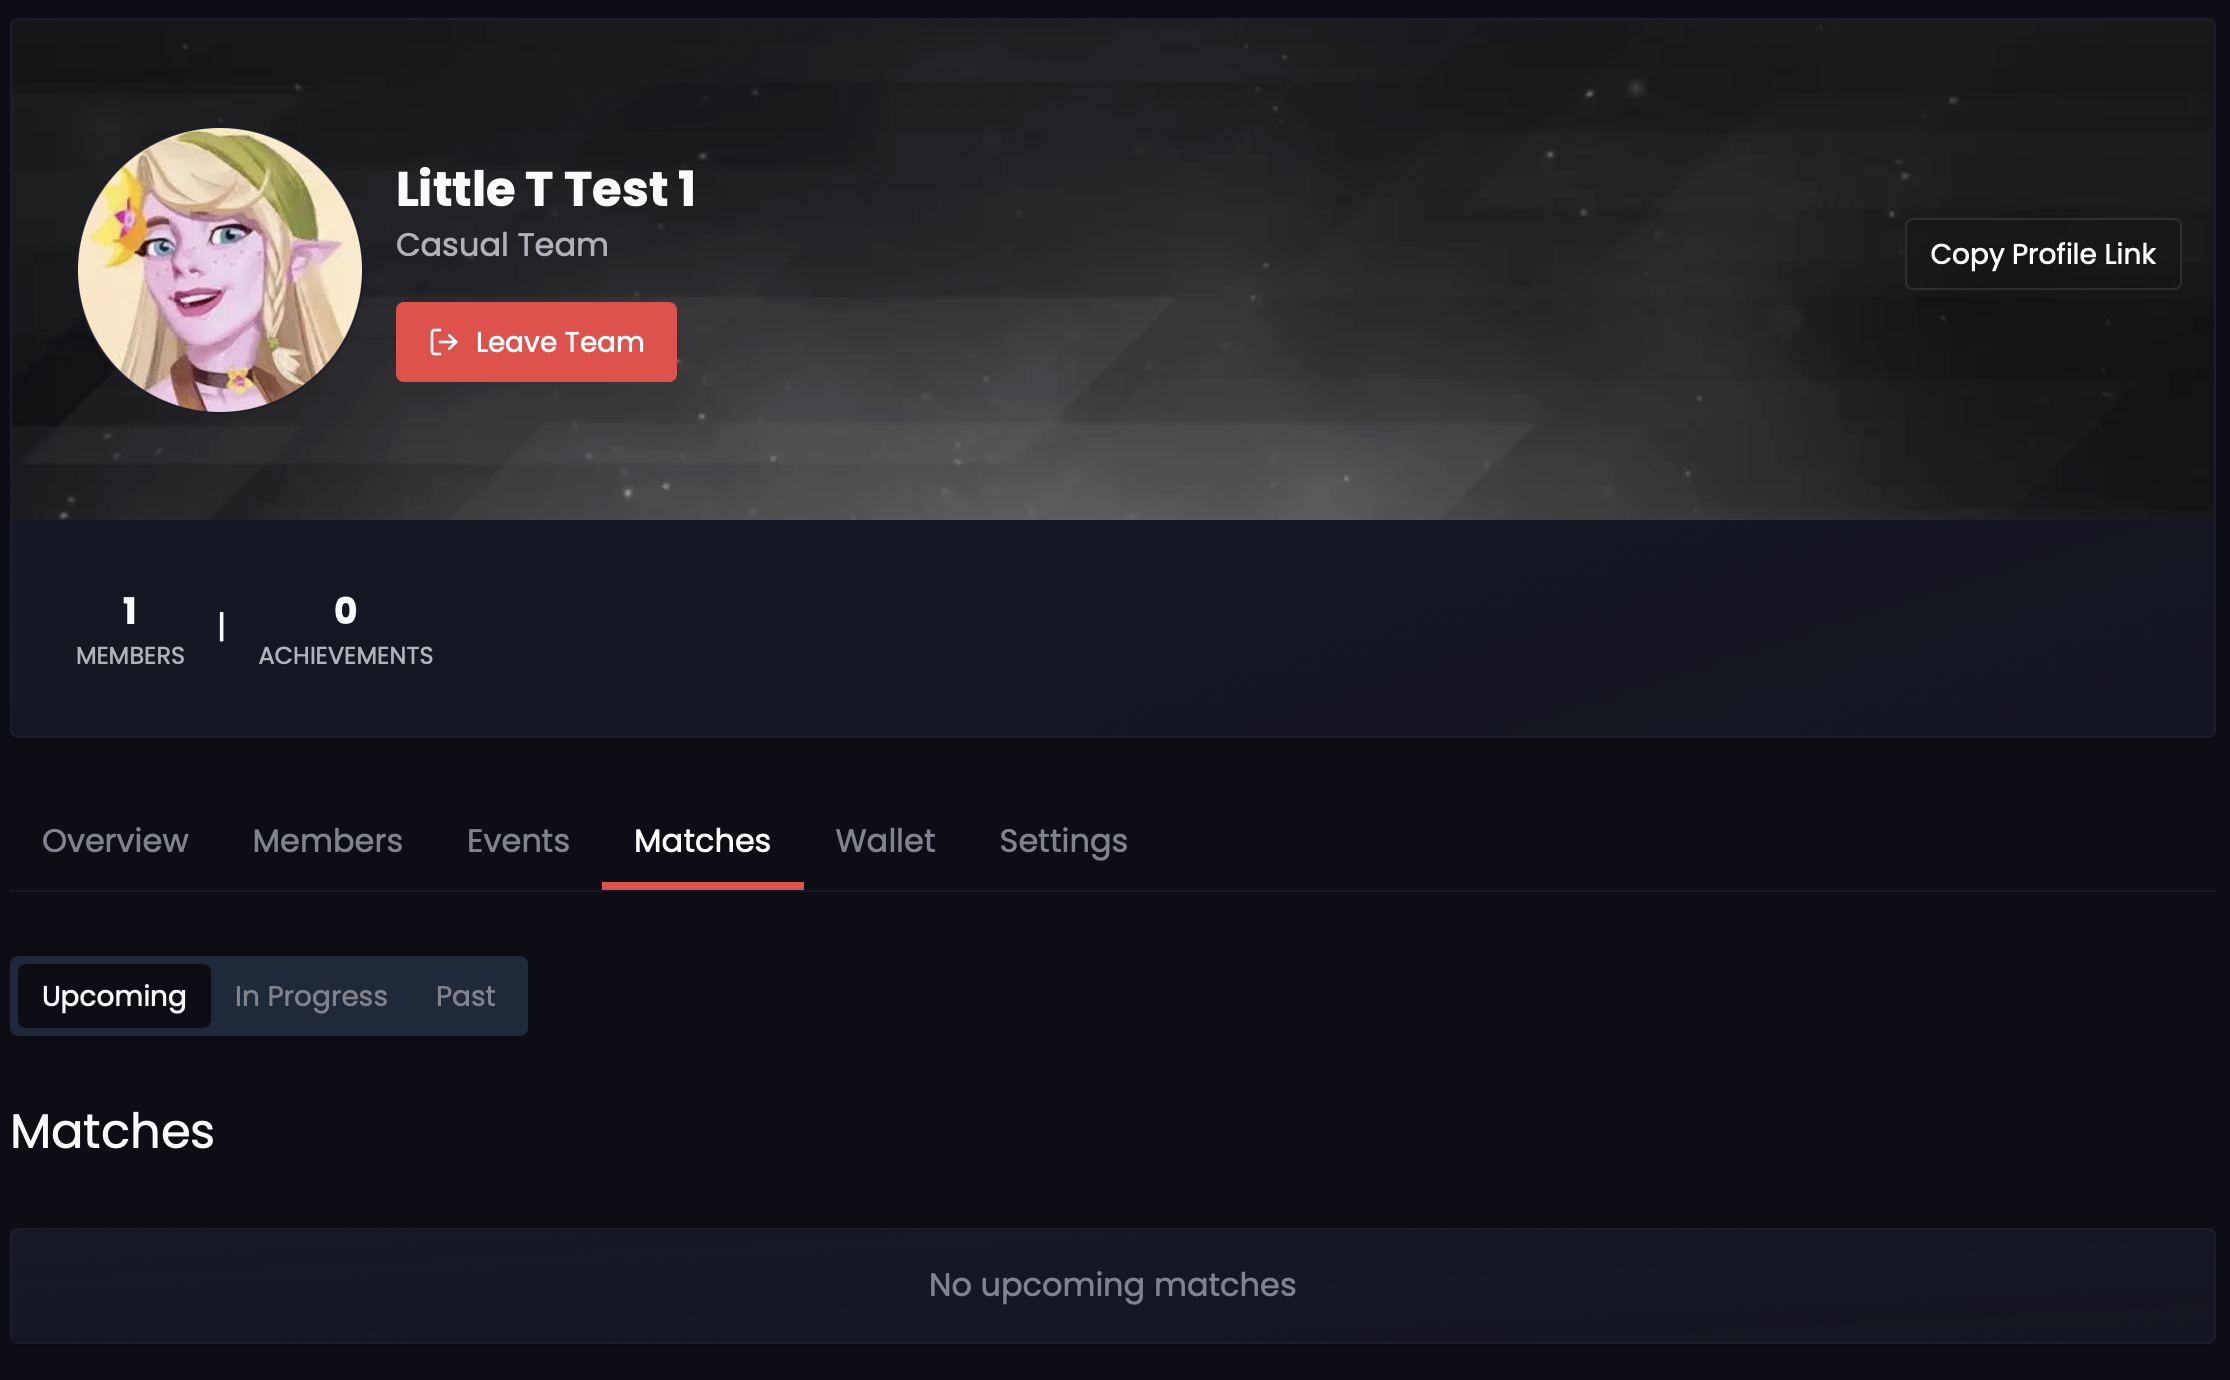 Little T Test 1
Casual Team
Leave Team
Copy Profile Link
1 | 0
MEMBERS ACHIEVEMENTS
Overview Members Events Matches Wallet Settings
Upcoming In Progress Past
Matches
No upcoming matches